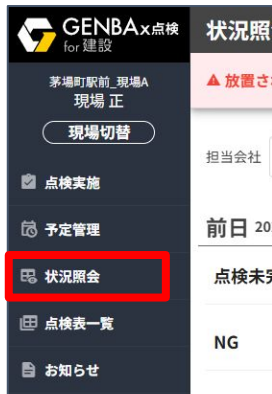 GENBAx点検
for 建設
茅場町駅前_現場A
現場 正
現場切替
点検実施
予定管理
状況照会
点検表一覧
お知らせ
状況照
放置さ
担当会社
前日 20
点検未完
NG